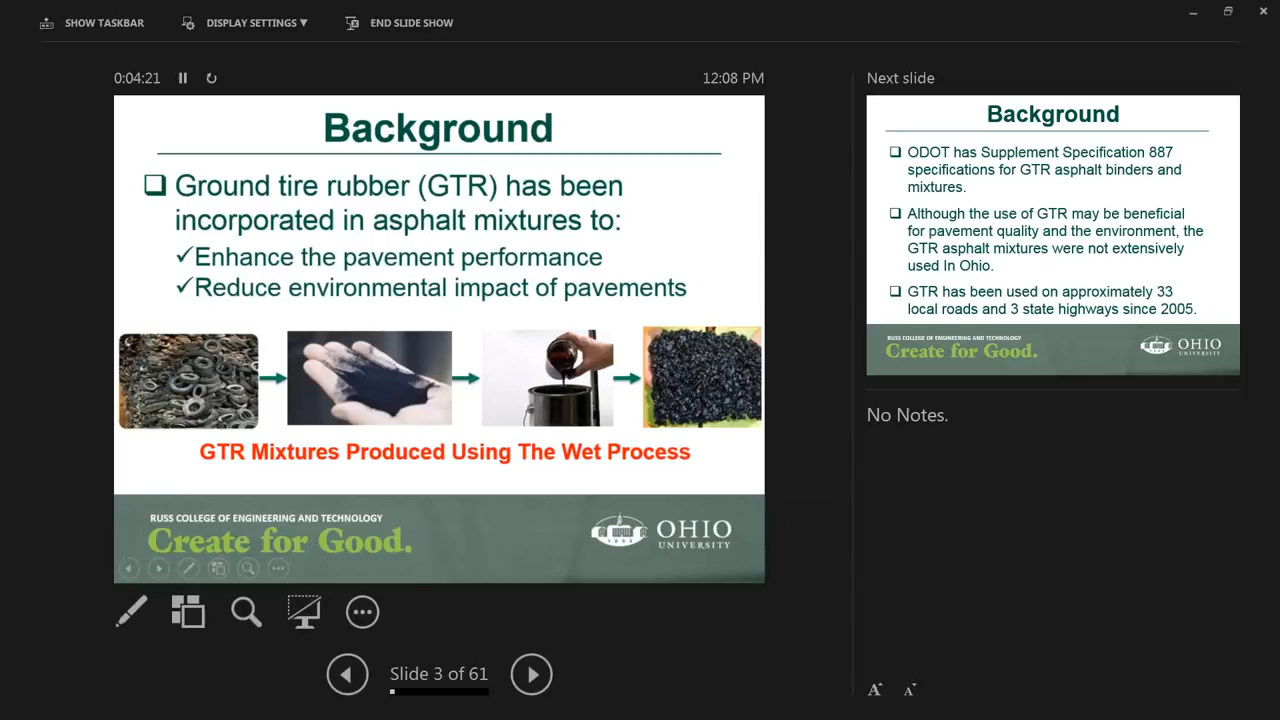 SHOW TASKBAR
DISPLAY SETTINGS ▼
END SLIDE SHOW
0:04:21
12:08 PM
Background
❑ Ground tire rubber (GTR) has been
incorporated in asphalt mixtures to:
✓Enhance the pavement performance
✓Reduce environmental impact of pavements
GTR Mixtures Produced Using The Wet Process
RUSS COLLEGE OF ENGINEERING AND TECHNOLOGY
Create for Good.
1804
OHIO
UNIVERSITY
Slide 3 of 61
Next slide
Background
❑ ODOT has Supplement Specification 887
specifications for GTR asphalt binders and
mixtures.
❑ Although the use of GTR may be beneficial
for pavement quality and the environment, the
GTR asphalt mixtures were not extensively
used In Ohio.
❑ GTR has been used on approximately 33
local roads and 3 state highways since 2005.
RUSS COLLEGE OF ENGINEERING AND TECHNOLOGY
Create for Good.
OHIO
UNIVERSITY
No Notes.
A A